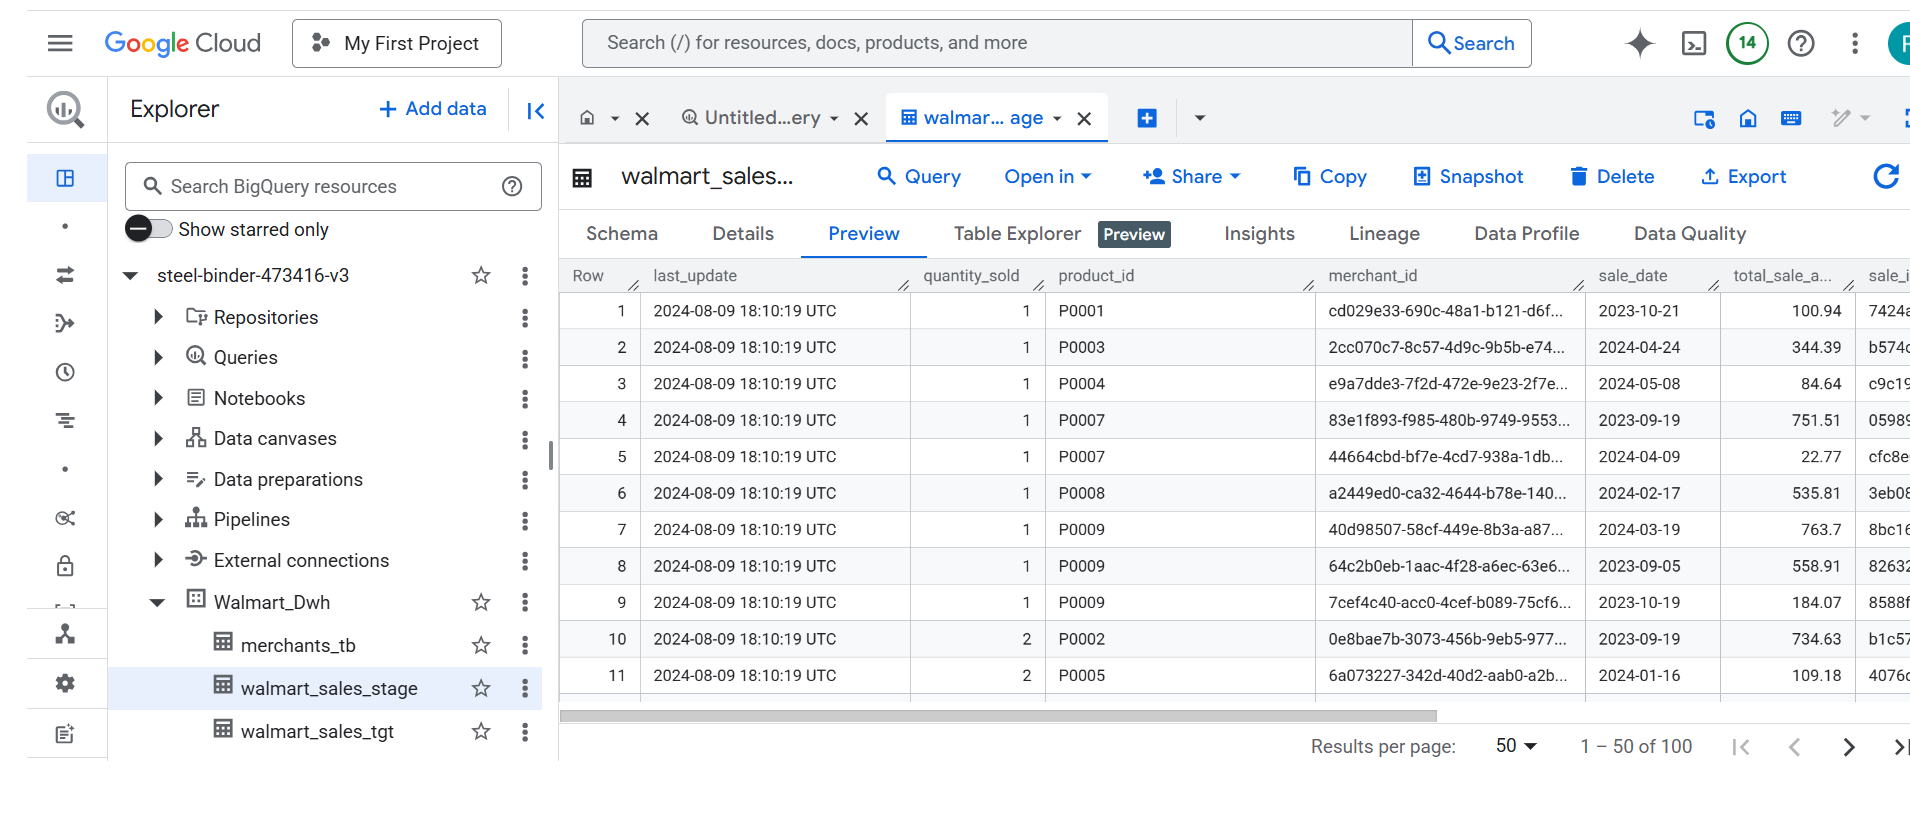 Google Cloud
My First Project
Search (/) for resources, docs, products, and more
Search
14
Explorer
+ Add data
Search BigQuery resources
Show starred only
steel-binder-473416-v3
Repositories
Queries
Notebooks
Data canvases
Data preparations
Pipelines
External connections
Walmart_Dwh
merchants_tb
walmart_sales_stage
walmart_sales_tgt
Untitled...ery
walmar... age
walmart_sales...
Query
Open in
Share
Copy
Snapshot
Delete
Export
Schema Details Preview Table Explorer Preview Insights Lineage Data Profile Data Quality
Row last_update quantity_sold product_id merchant_id sale_date total_sale_a... sale_i
1 2024-08-09 18:10:19 UTC 1 P0001 cd029e33-690c-48a1-b121-d6f... 2023-10-21 100.94 7424a
2 2024-08-09 18:10:19 UTC 1 P0003 2cc070c7-8c57-4d9c-9b5b-e74... 2024-04-24 344.39 b574c
3 2024-08-09 18:10:19 UTC 1 P0004 e9a7dde3-7f2d-472e-9e23-2f7e... 2024-05-08 84.64 c9c19
4 2024-08-09 18:10:19 UTC 1 P0007 83e1f893-f985-480b-9749-9553... 2023-09-19 751.51 05989
5 2024-08-09 18:10:19 UTC 1 P0007 44664cbd-bf7e-4cd7-938a-1db... 2024-04-09 22.77 cfc8e
6 2024-08-09 18:10:19 UTC 1 P0008 a2449ed0-ca32-4644-b78e-140... 2024-02-17 535.81 3eb08
7 2024-08-09 18:10:19 UTC 1 P0009 40d98507-58cf-449e-8b3a-a87... 2024-03-19 763.7 8bc16
8 2024-08-09 18:10:19 UTC 1 P0009 64c2b0eb-1aac-4f28-a6ec-63e6... 2023-09-05 558.91 82632
9 2024-08-09 18:10:19 UTC 1 P0009 7cef4c40-acc0-4cef-b089-75cf6... 2023-10-19 184.07 8588f
10 2024-08-09 18:10:19 UTC 2 P0002 0e8bae7b-3073-456b-9eb5-977... 2023-09-19 734.63 b1c57
11 2024-08-09 18:10:19 UTC 2 P0005 6a073227-342d-40d2-aab0-a2b... 2024-01-16 109.18 4076
Results per page: 50 1 – 50 of 100